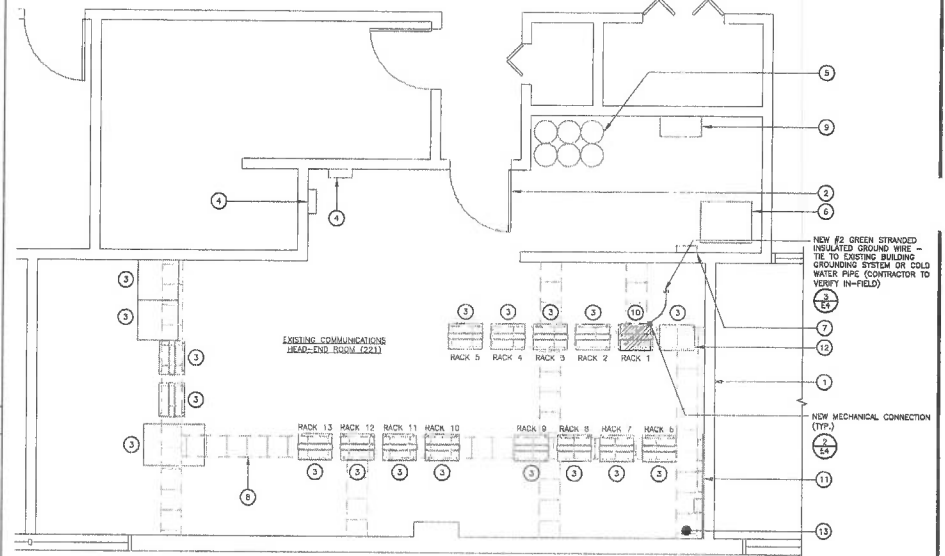 5
9
2
4
4
6
NEW #2 GREEN STRANDED
INSULATED GROUND WIRE –
TIE TO EXISTING BUILDING
GROUNDING SYSTEM OR COLD
WATER PIPE (CONTRACTOR TO
VERIFY IN-FIELD)
3
E4
3
3
3 3 3 3 10 3
7
EXISTING COMMUNICATIONS
HEAD-END ROOM (221)
12
RACK 5 RACK 4 RACK 3 RACK 2 RACK 1
3
1
3
NEW MECHANICAL CONNECTION
(TYP.)
2
E4
RACK 13 RACK 12 RACK 11 RACK 10 RACK 9 RACK 8 RACK 7 RACK 6
3
3 3 3 3 3 3 3 3
11
8
13